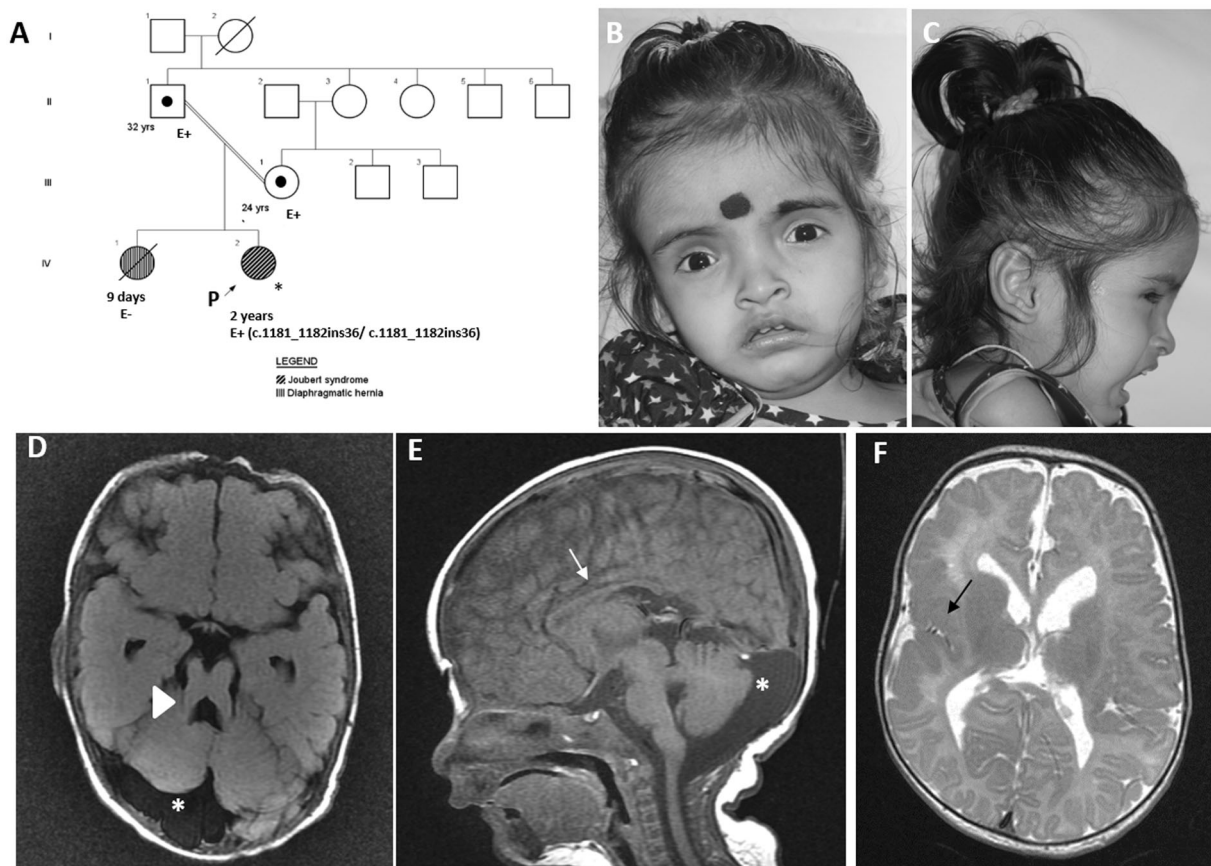 A
B
C
I
1
2
II
1
2
3
4
5
6
32 yrs
E+
III
1
2
3
24 yrs
E+
IV
1
2
9 days
E-
P
*
2 years
E+ (c.1181_1182ins36/ c.1181_1182ins36)
LEGEND
Joubert syndrome
Diaphragmatic hernia
D
*
E
*
F